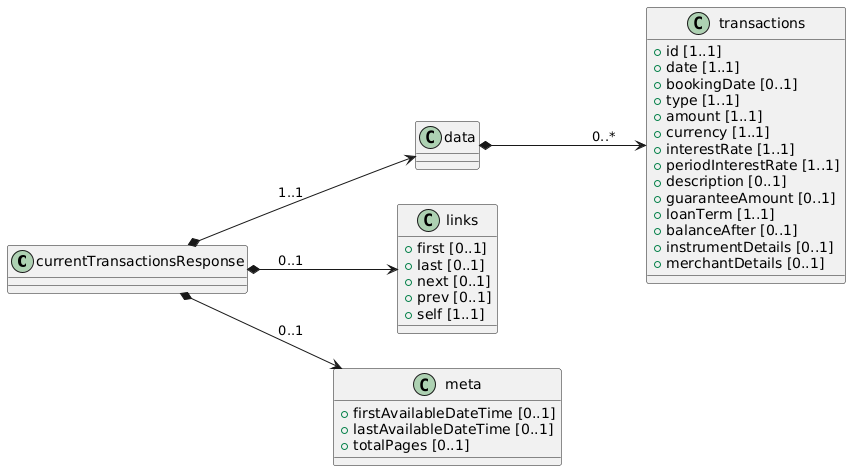 C transactions
+ id [1..1]
+ date [1..1]
+ bookingDate [0..1]
+ type [1..1]
+ amount [1..1]
+ currency [1..1]
+ interestRate [1..1]
+ periodInterestRate [1..1]
+ description [0..1]
+ guaranteeAmount [0..1]
+ loanTerm [1..1]
+ balanceAfter [0..1]
+ instrumentDetails [0..1]
+ merchantDetails [0..1]
C data
0..*
1..1
C links
+ first [0..1]
+ last [0..1]
+ next [0..1]
+ prev [0..1]
+ self [1..1]
C currentTransactionsResponse
0..1
0..1
C meta
+ firstAvailableDateTime [0..1]
+ lastAvailableDateTime [0..1]
+ totalPages [0..1]